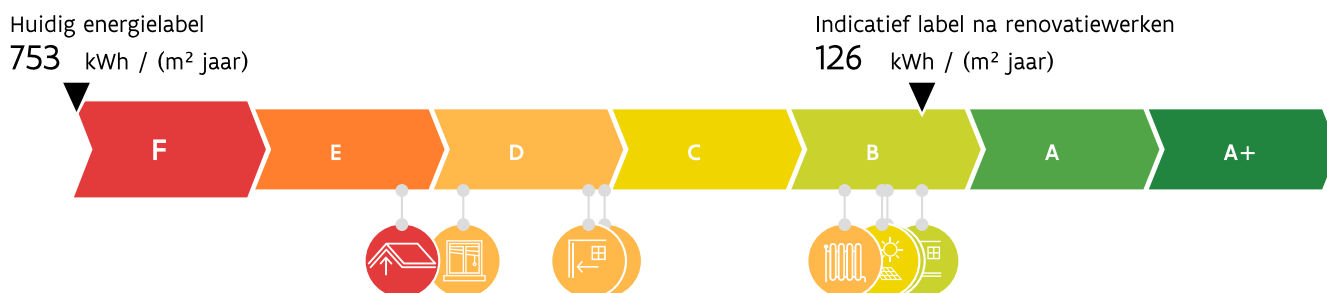 Huidig energielabel
753 kWh / (m² jaar)
Indicatief label na renovatiewerken
126 kWh / (m² jaar)
F E D C B A A+